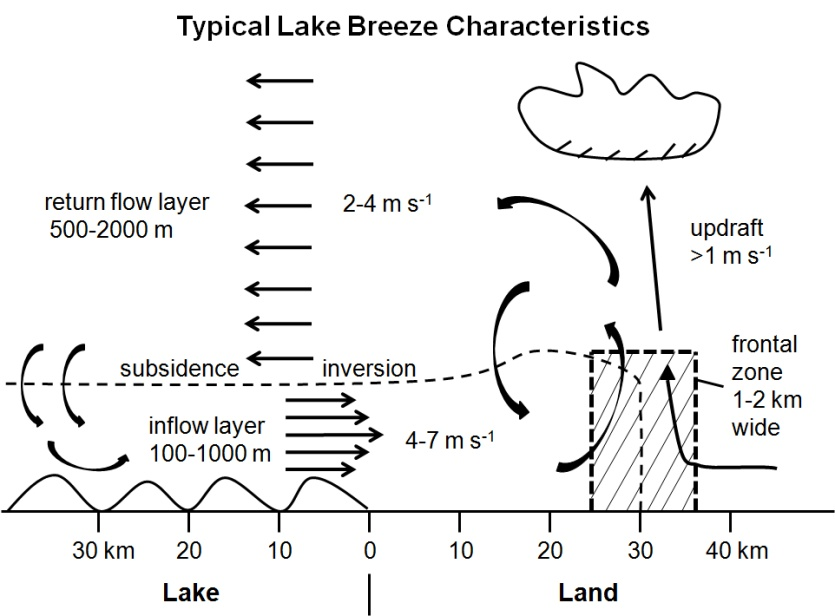 Typical Lake Breeze Characteristics
return flow layer
500-2000 m
2-4 m s⁻¹
updraft
>1 m s⁻¹
subsidence
inversion
frontal
zone
1-2 km
wide
inflow layer
100-1000 m
4-7 m s⁻¹
30 km 20 10 0 10 20 30 40 km
Lake Land